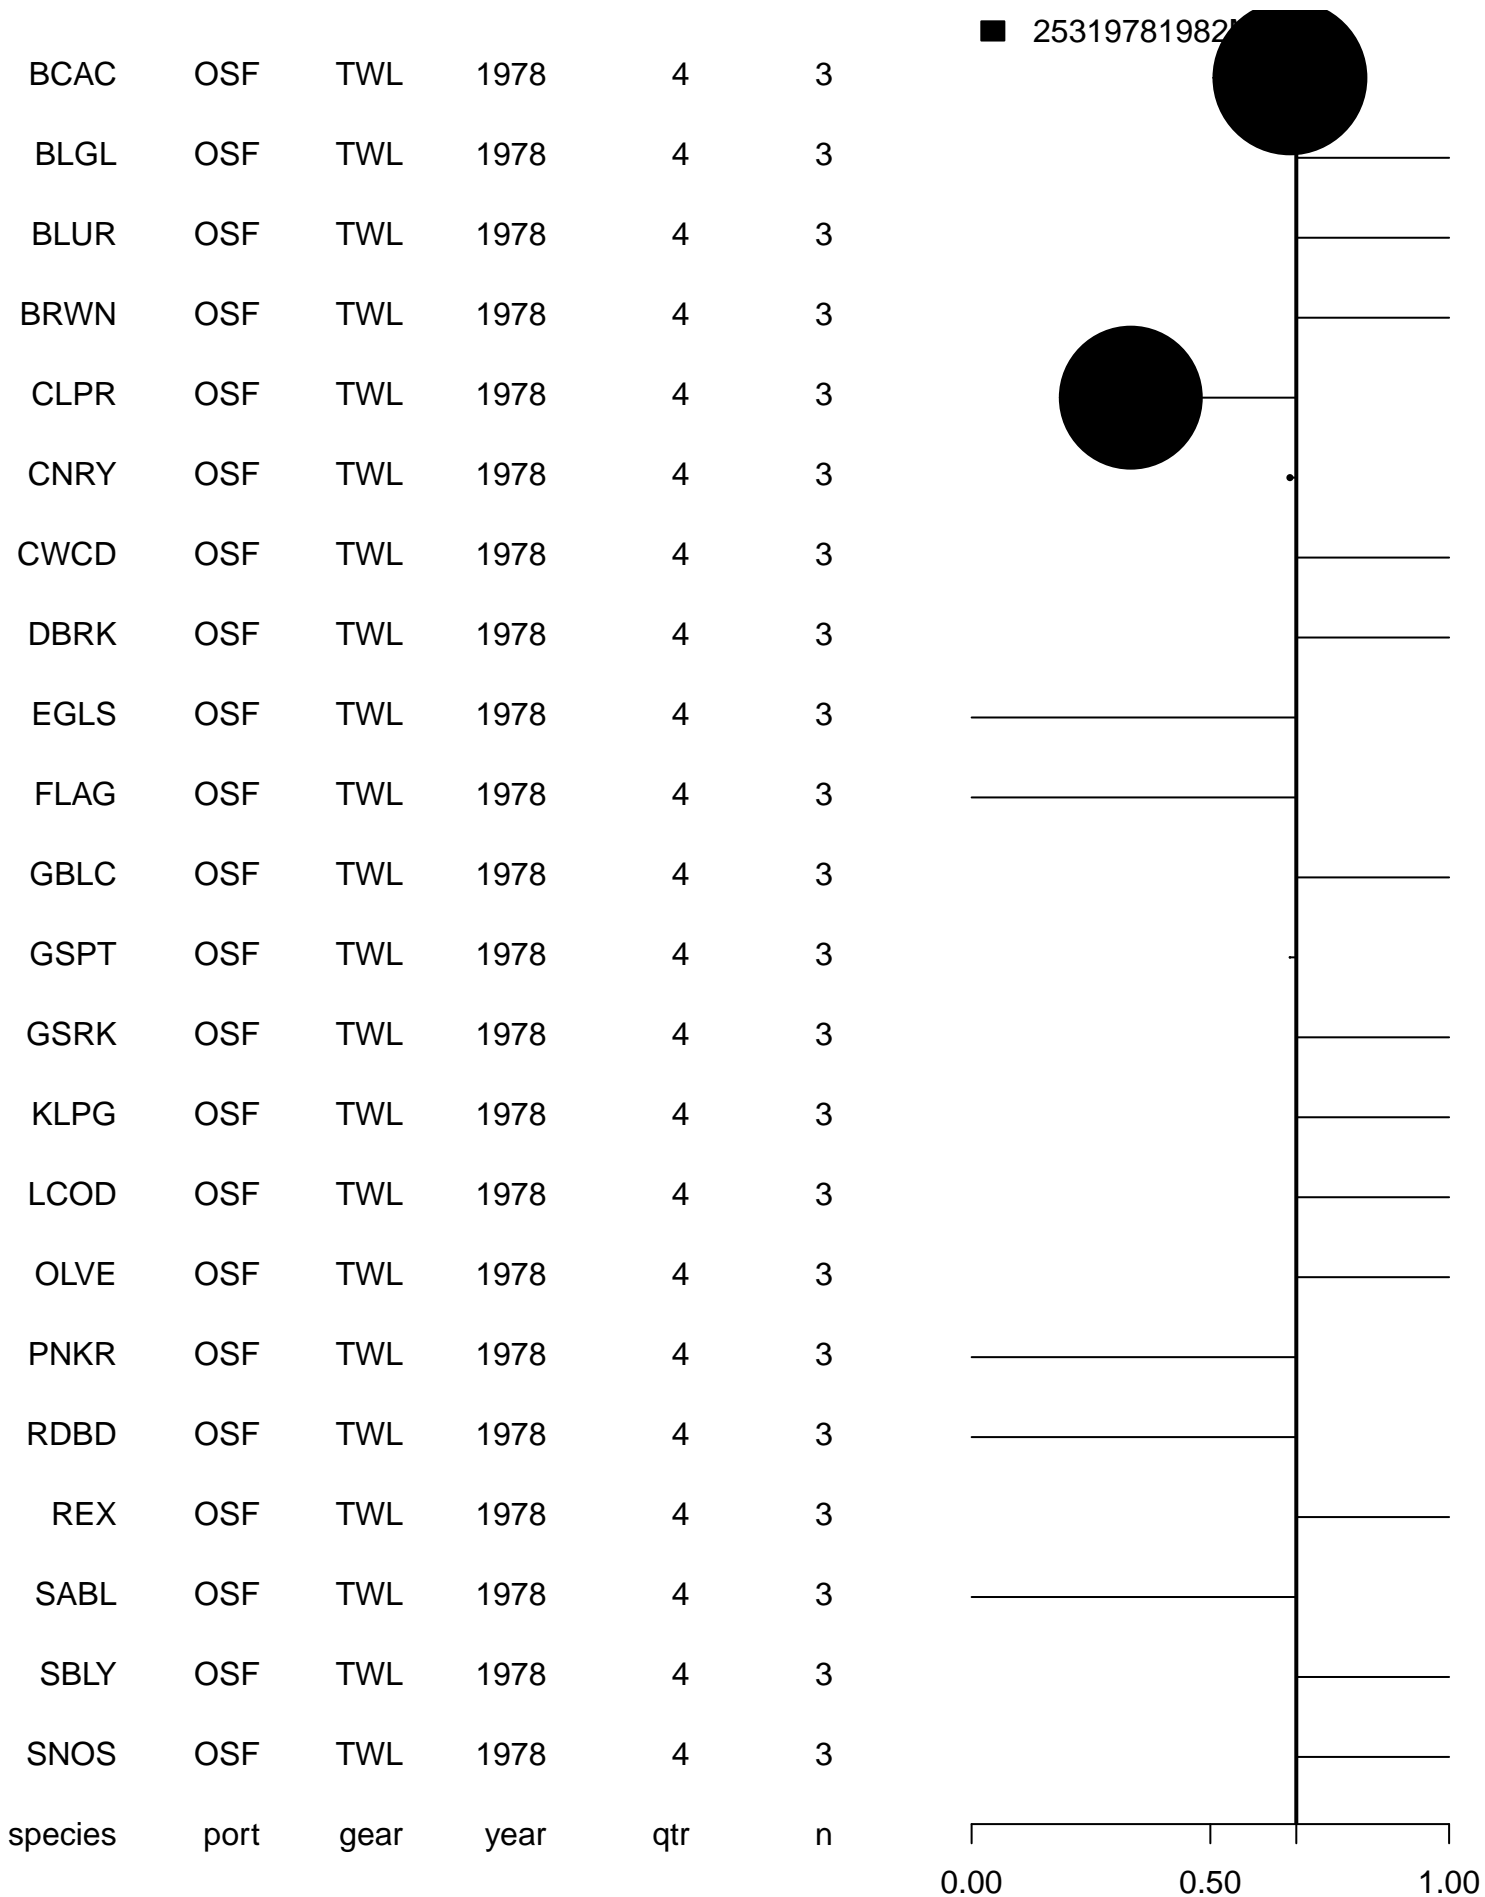 25319781982
BCAC OSF TWL 1978 4 3
BLGL OSF TWL 1978 4 3
BLUR OSF TWL 1978 4 3
BRWN OSF TWL 1978 4 3
CLPR OSF TWL 1978 4 3
CNRY OSF TWL 1978 4 3
CWCD OSF TWL 1978 4 3
DBRK OSF TWL 1978 4 3
EGLS OSF TWL 1978 4 3
FLAG OSF TWL 1978 4 3
GBLC OSF TWL 1978 4 3
GSPT OSF TWL 1978 4 3
GSRK OSF TWL 1978 4 3
KLPG OSF TWL 1978 4 3
LCOD OSF TWL 1978 4 3
OLVE OSF TWL 1978 4 3
PNKR OSF TWL 1978 4 3
RDBD OSF TWL 1978 4 3
REX OSF TWL 1978 4 3
SABL OSF TWL 1978 4 3
SBLY OSF TWL 1978 4 3
SNOS OSF TWL 1978 4 3
species port gear year qtr n
0.00 0.50 1.00